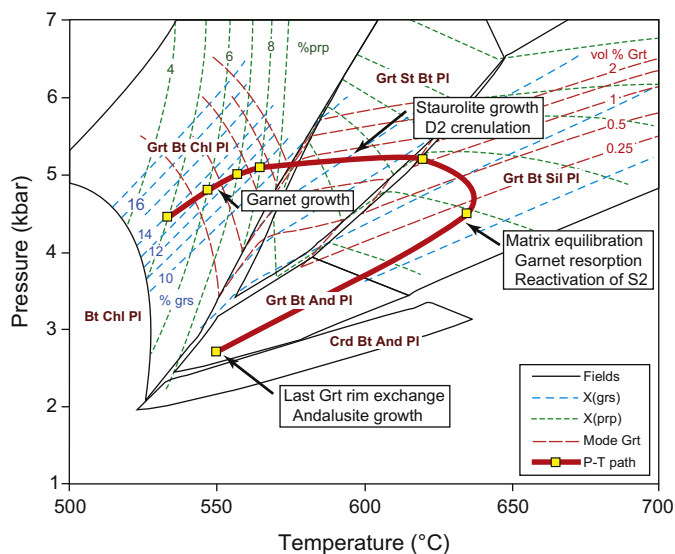 7
6
5
4
3
2
1
Pressure (kbar)
500
550
600
650
700
Temperature (°C)
4
6
8
%prp
vol % Grt
2
1
0.5
0.25
Grt St Bt Pl
Staurolite growth
D2 crenulation
Grt Bt Chl Pl
Garnet growth
Grt Bt Sil Pl
16
14
12
10
% grs
Matrix equilibration
Garnet resorption
Reactivation of S2
Bt Chl Pl
Grt Bt And Pl
Crd Bt And Pl
Last Grt rim exchange
Andalusite growth
Fields
X(grs)
X(prp)
Mode Grt
P-T path